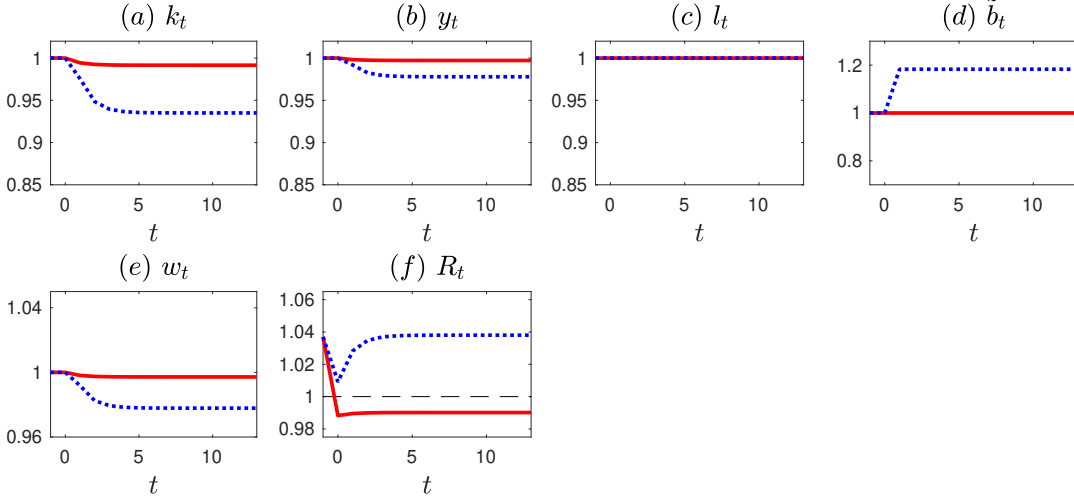 (a) k_t (b) y_t (c) l_t (d) b̃_t
1 1 1 1.2
0.95 0.95 0.95 1
0.9 0.9 0.9 0.8
0.85 0.85 0.85
0 5 10 0 5 10 0 5 10 0 5 10
t t t t
(e) w_t (f) R_t
1.04 1.06
1.04
1 1.02
1
0.96 0.98
0 5 10 0 5 10
t t